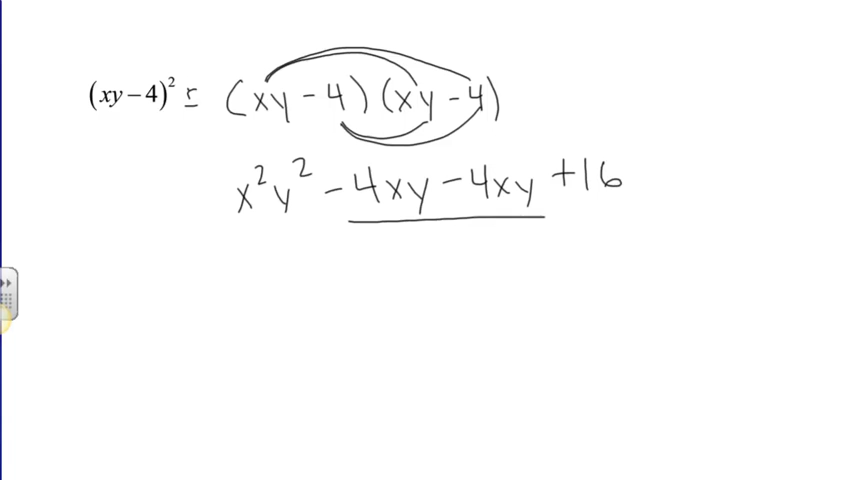 (xy − 4)² = (xy − 4)(xy − 4)
x²y² − 4xy − 4xy + 16